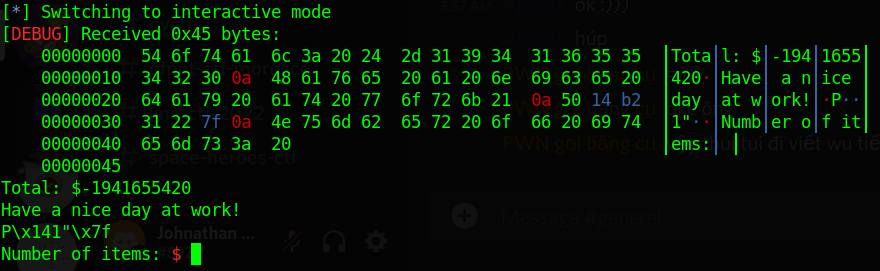 [*] Switching to interactive mode
[DEBUG] Received 0x45 bytes:
00000000  54 6f 74 61  6c 3a 20 24  2d 31 39 34  31 36 35 35  │Tota│l: $│-194│1655│
00000010  34 32 30 0a  48 61 76 65  20 61 20 6e  69 63 65 20  │420·│Have│ a n│ice │
00000020  64 61 79 20  61 74 20 77  6f 72 6b 21  0a 50 14 b2  │day │at w│ork!│·P··│
00000030  31 22 7f 0a  4e 75 6d 62  65 72 20 6f  66 20 69 74  │1"··│Numb│er o│f it│
00000040  65 6d 73 3a  20  │ems:│ │
00000045
Total: $-1941655420
Have a nice day at work!
P\x141"\x7f
Number of items: $
ok :)))
húp
space-heroes-ctf
PWN gọi bằng cu
tui đi viết wu tiế
Johnathan ...
Message #general